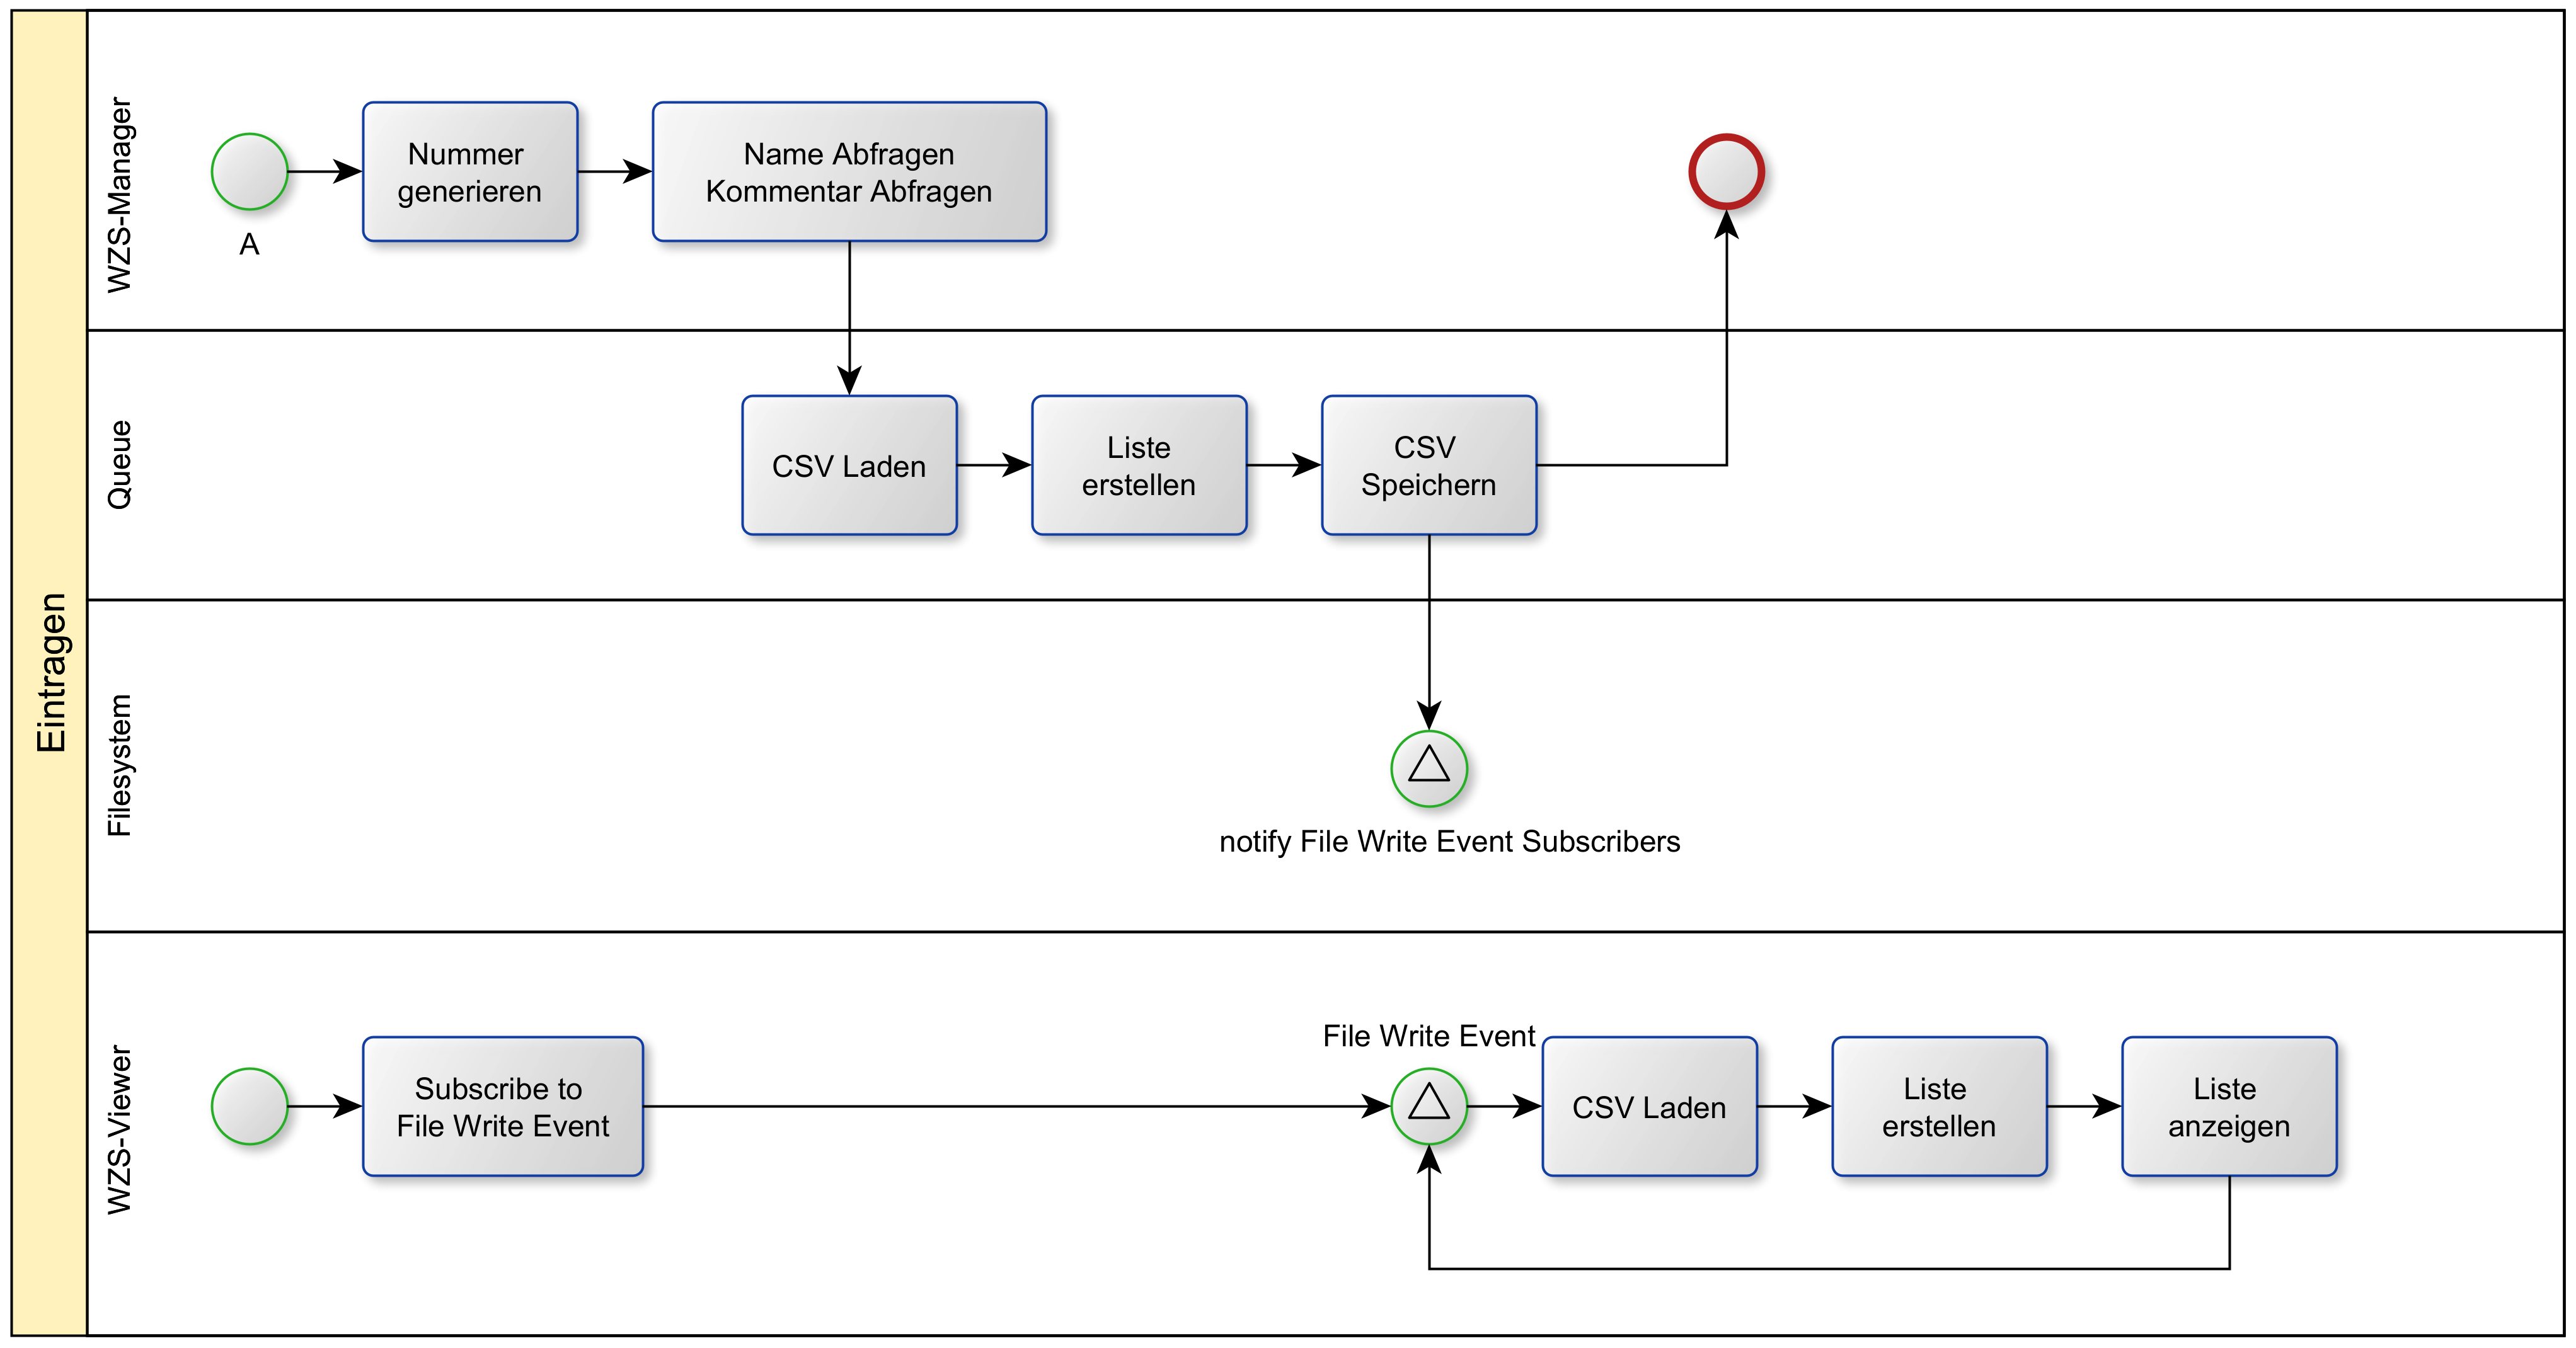 Eintragen
WZS-Manager
A
Nummer
generieren
Name Abfragen
Kommentar Abfragen
Queue
CSV Laden
Liste
erstellen
CSV
Speichern
Filesystem
notify File Write Event Subscribers
WZS-Viewer
Subscribe to
File Write Event
File Write Event
CSV Laden
Liste
erstellen
Liste
anzeigen